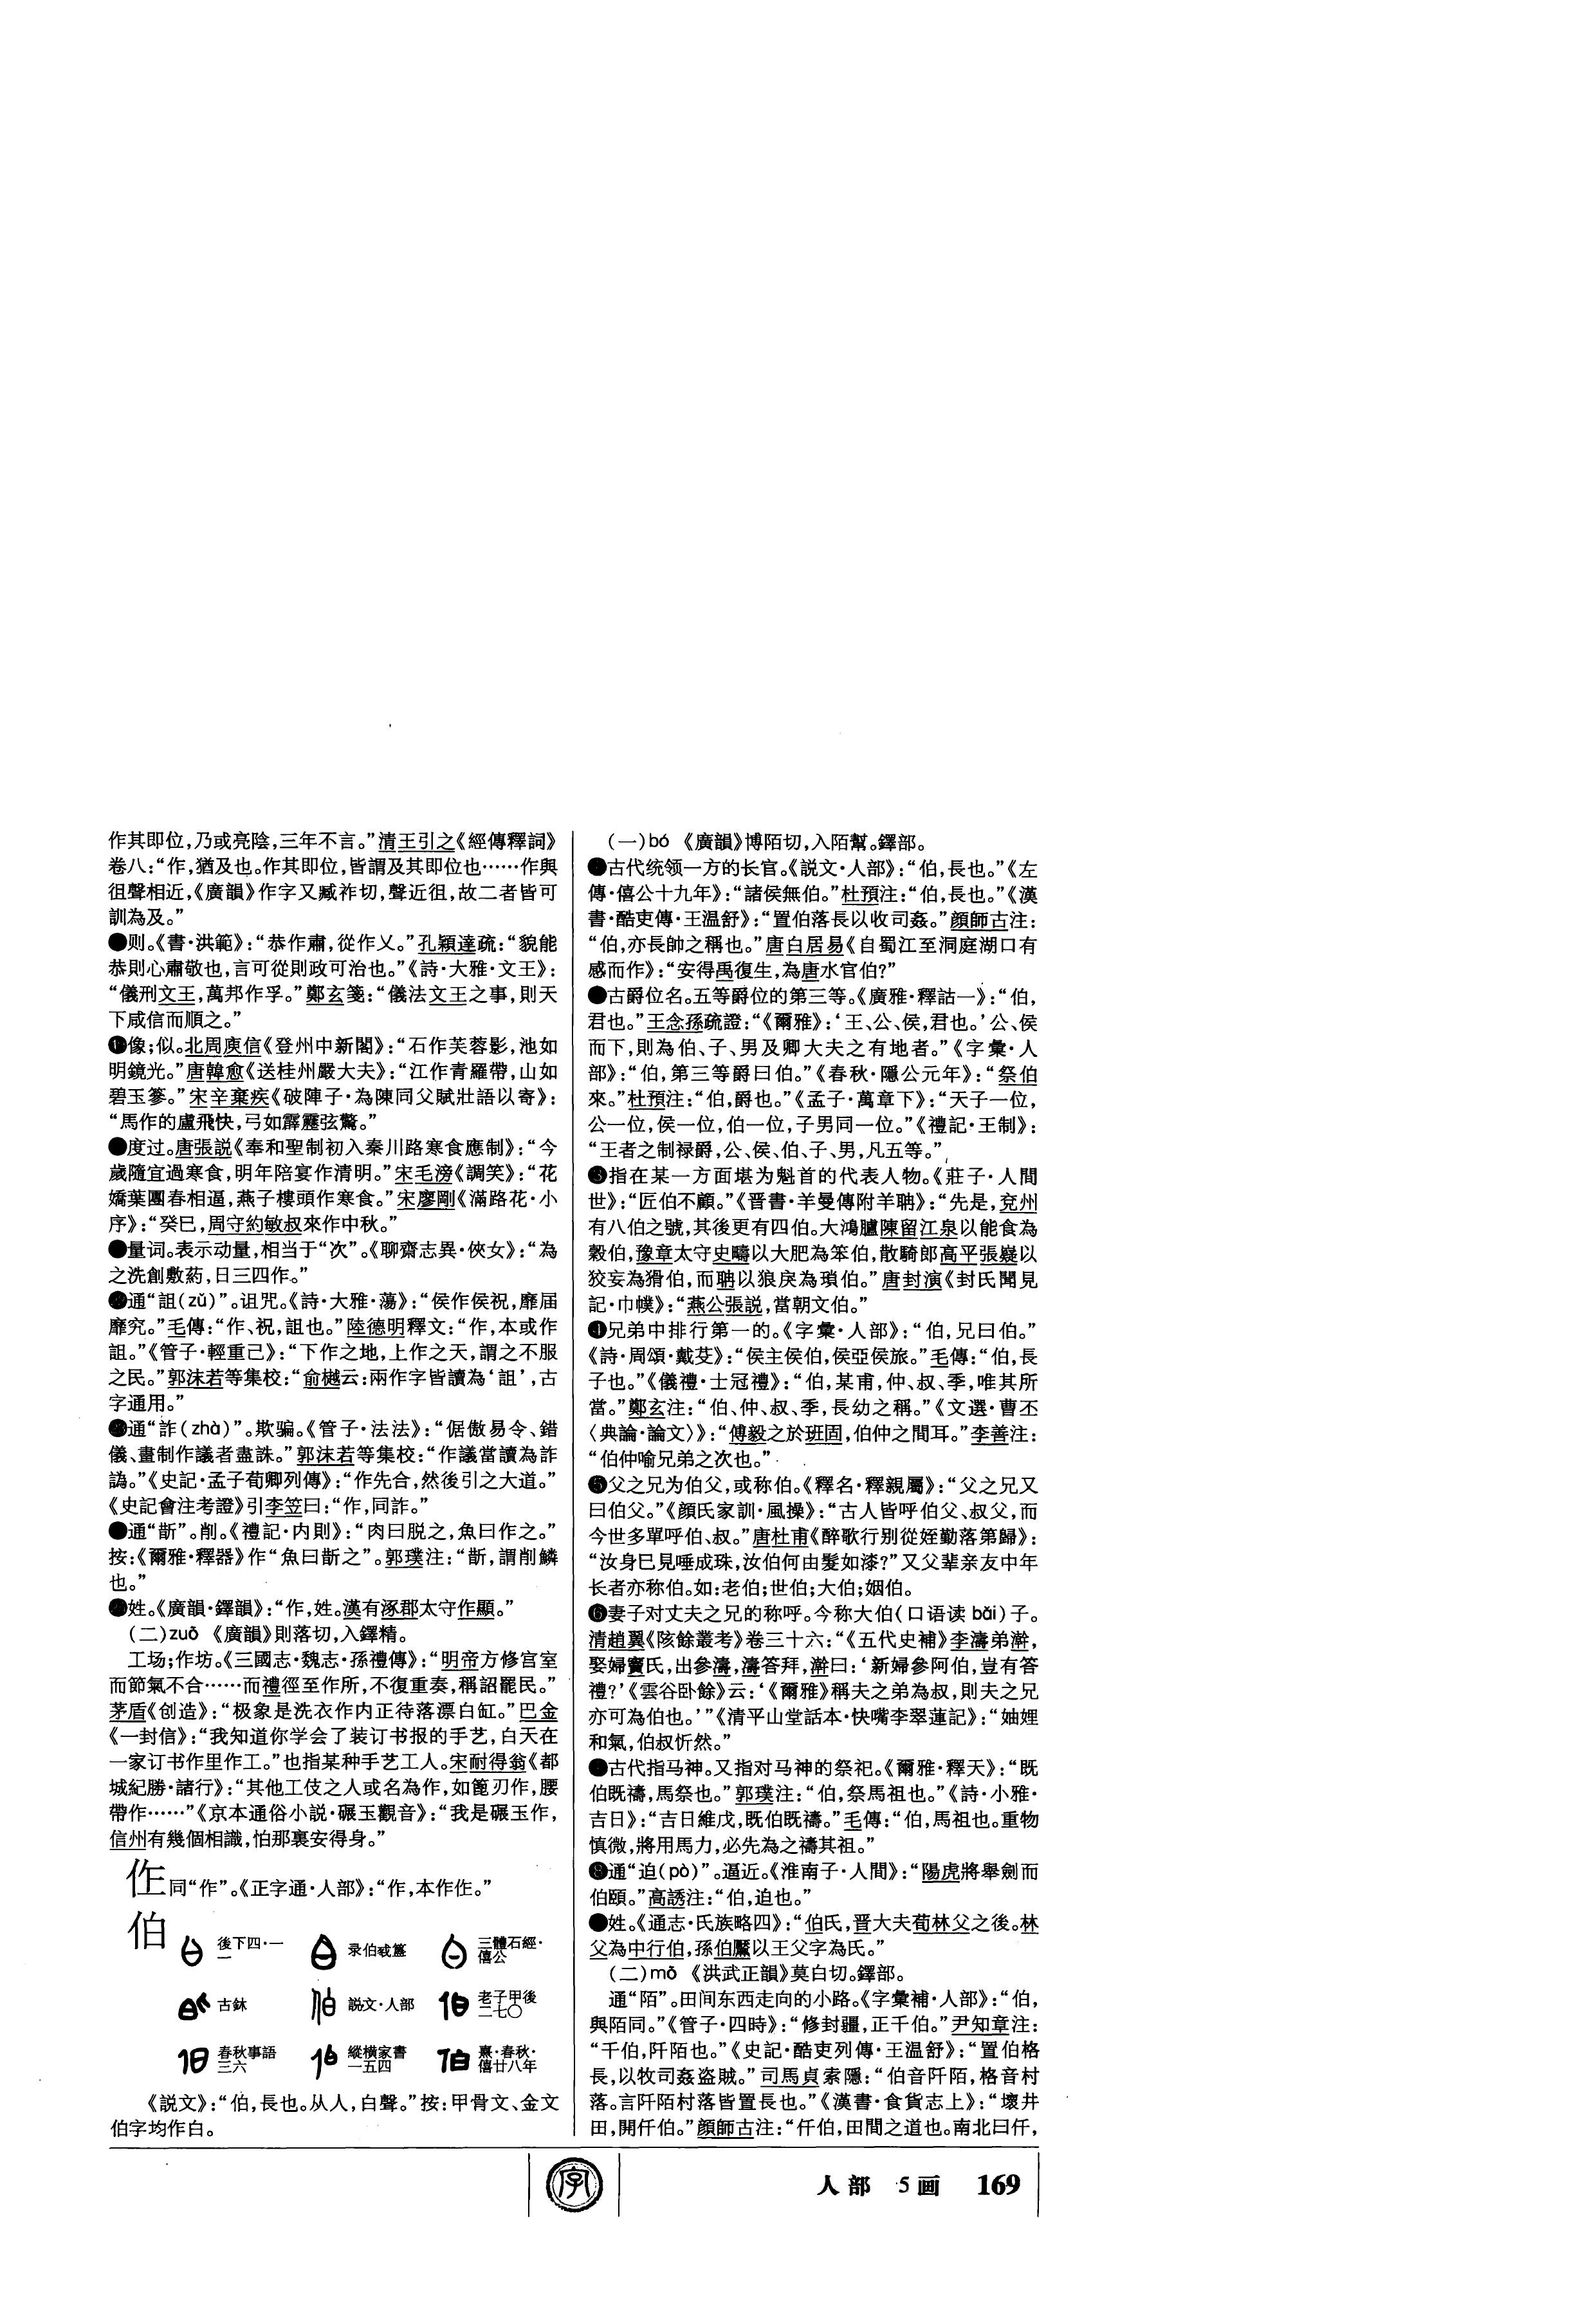 作其即位,乃或亮陰,三年不言。”清王引之《經傳釋詞》
卷八:“作,猶及也。作其即位,皆謂及其即位也……作與
徂聲相近,《廣韻》作字又臧祚切,聲近徂,故二者皆可
訓為及。”
●则。《書·洪範》:“恭作肅,從作乂。”孔穎達疏:“貌能
恭則心肅敬也,言可從則政可治也。”《詩·大雅·文王》:
“儀刑文王,萬邦作孚。”鄭玄箋:“儀法文王之事,則天
下咸信而順之。”
●像;似。北周庾信《登州中新閣》:“石作芙蓉影,池如
明鏡光。”唐韓愈《送桂州嚴大夫》:“江作青羅帶,山如
碧玉篸。”宋辛棄疾《破陣子·為陳同父賦壯語以寄》:
“馬作的盧飛快,弓如霹靂弦驚。”
●度过。唐張説《奉和聖制初入秦川路寒食應制》:“今
歲隨宜過寒食,明年陪宴作清明。”宋毛滂《調笑》:“花
嬌葉團春相逼,燕子樓頭作寒食。”宋廖剛《滿路花·小
序》:“癸巳,周守約敏叔來作中秋。”
●量词。表示动量,相当于“次”。《聊齋志異·俠女》:“為
之洗創敷药,日三四作。”
●通“詛(zǔ)”。诅咒。《詩·大雅·蕩》:“侯作侯祝,靡届
靡究。”毛傳:“作、祝,詛也。”陸德明釋文:“作,本或作
詛。”《管子·輕重己》:“下作之地,上作之天,謂之不服
之民。”郭沫若等集校:“俞樾云:兩作字皆讀為‘詛’,古
字通用。”
●通“詐(zhà)”。欺骗。《管子·法法》:“倨傲易令、錯
儀、畫制作議者盡誅。”郭沫若等集校:“作議當讀為詐
譌。”《史記·孟子荀卿列傳》:“作先合,然後引之大道。”
《史記會注考證》引李笠曰:“作,同詐。”
●通“斮”。削。《禮記·内則》:“肉曰脱之,魚曰作之。”
按:《爾雅·釋器》作“魚曰斮之”。郭璞注:“斮,謂削鱗
也。”
●姓。《廣韻·鐸韻》:“作,姓。漢有涿郡太守作顯。”
(二)zuō 《廣韻》則落切,入鐸精。
工场;作坊。《三國志·魏志·孫禮傳》:“明帝方修宫室
而節氣不合……而禮徑至作所,不復重奏,稱詔罷民。”
茅盾《创造》:“极象是洗衣作内正待落漂白缸。”巴金
《一封信》:“我知道你学会了装订书报的手艺,白天在
一家订书作里作工。”也指某种手艺工人。宋耐得翁《都
城紀勝·諸行》:“其他工伎之人或名為作,如篦刃作,腰
帶作……”《京本通俗小説·碾玉觀音》:“我是碾玉作,
信州有幾個相識,怕那裏安得身。”
㑅同“作”。《正字通·人部》:“作,本作㑅。”
伯
後下四·一一 录伯㦰簋 三體石經·僖公
古鉢 説文·人部 老子甲後二七〇
春秋事語三六 縱横家書一五四 熹·春秋·僖廿八年
《説文》:“伯,長也。从人,白聲。”按:甲骨文、金文
伯字均作白。
(一)bó 《廣韻》博陌切,入陌幫。鐸部。
●古代统领一方的长官。《説文·人部》:“伯,長也。”《左
傳·僖公十九年》:“諸侯無伯。”杜預注:“伯,長也。”《漢
書·酷吏傳·王温舒》:“置伯落長以收司姦。”顔師古注:
“伯,亦長帥之稱也。”唐白居易《自蜀江至洞庭湖口有
感而作》:“安得禹復生,為唐水官伯?”
●古爵位名。五等爵位的第三等。《廣雅·釋詁一》:“伯,
君也。”王念孫疏證:“《爾雅》:‘王、公、侯,君也。’公、侯
而下,則為伯、子、男及卿大夫之有地者。”《字彙·人
部》:“伯,第三等爵曰伯。”《春秋·隱公元年》:“祭伯
來。”杜預注:“伯,爵也。”《孟子·萬章下》:“天子一位,
公一位,侯一位,伯一位,子男同一位。”《禮記·王制》:
“王者之制禄爵,公、侯、伯、子、男,凡五等。”
❸指在某一方面堪为魁首的代表人物。《莊子·人間
世》:“匠伯不顧。”《晋書·羊曼傳附羊聃》:“先是,兗州
有八伯之號,其後更有四伯。大鴻臚陳留江泉以能食為
穀伯,豫章太守史疇以大肥為笨伯,散騎郎高平張嶷以
狡妄為猾伯,而聃以狼戾為瑣伯。”唐封演《封氏聞見
記·巾幞》:“燕公張説,當朝文伯。”
❹兄弟中排行第一的。《字彙·人部》:“伯,兄曰伯。”
《詩·周頌·載芟》:“侯主侯伯,侯亞侯旅。”毛傳:“伯,長
子也。”《儀禮·士冠禮》:“伯,某甫,仲、叔、季,唯其所
當。”鄭玄注:“伯、仲、叔、季,長幼之稱。”《文選·曹丕
〈典論·論文〉》:“傅毅之於班固,伯仲之間耳。”李善注:
“伯仲喻兄弟之次也。”
❺父之兄为伯父,或称伯。《釋名·釋親屬》:“父之兄又
曰伯父。”《顔氏家訓·風操》:“古人皆呼伯父、叔父,而
今世多單呼伯、叔。”唐杜甫《醉歌行别從姪勤落第歸》:
“汝身已見唾成珠,汝伯何由髮如漆?”又父辈亲友中年
长者亦称伯。如:老伯;世伯;大伯;姻伯。
❻妻子对丈夫之兄的称呼。今称大伯(口语读 bǎi)子。
清趙翼《陔餘叢考》卷三十六:“《五代史補》李濤弟澣,
娶婦竇氏,出參濤,濤答拜,澣曰:‘新婦參阿伯,豈有答
禮?’《雲谷卧餘》云:‘《爾雅》稱夫之弟為叔,則夫之兄
亦可為伯也。’”《清平山堂話本·快嘴李翠蓮記》:“妯娌
和氣,伯叔忻然。”
●古代指马神。又指对马神的祭祀。《爾雅·釋天》:“既
伯既禱,馬祭也。”郭璞注:“伯,祭馬祖也。”《詩·小雅·
吉日》:“吉日維戊,既伯既禱。”毛傳:“伯,馬祖也。重物
慎微,將用馬力,必先為之禱其祖。”
❽通“迫(pò)”。逼近。《淮南子·人間》:“陽虎將舉劍而
伯頤。”高誘注:“伯,迫也。”
●姓。《通志·氏族略四》:“伯氏,晋大夫荀林父之後。林
父為中行伯,孫伯黶以王父字為氏。”
(二)mò 《洪武正韻》莫白切。鐸部。
通“陌”。田间东西走向的小路。《字彙補·人部》:“伯,
與陌同。”《管子·四時》:“修封疆,正千伯。”尹知章注:
“千伯,阡陌也。”《史記·酷吏列傳·王温舒》:“置伯格
長,以牧司姦盗賊。”司馬貞索隱:“伯音阡陌,格音村
落。言阡陌村落皆置長也。”《漢書·食貨志上》:“壞井
田,開仟伯。”顔師古注:“仟伯,田間之道也。南北曰仟,
字
人部 5画 169